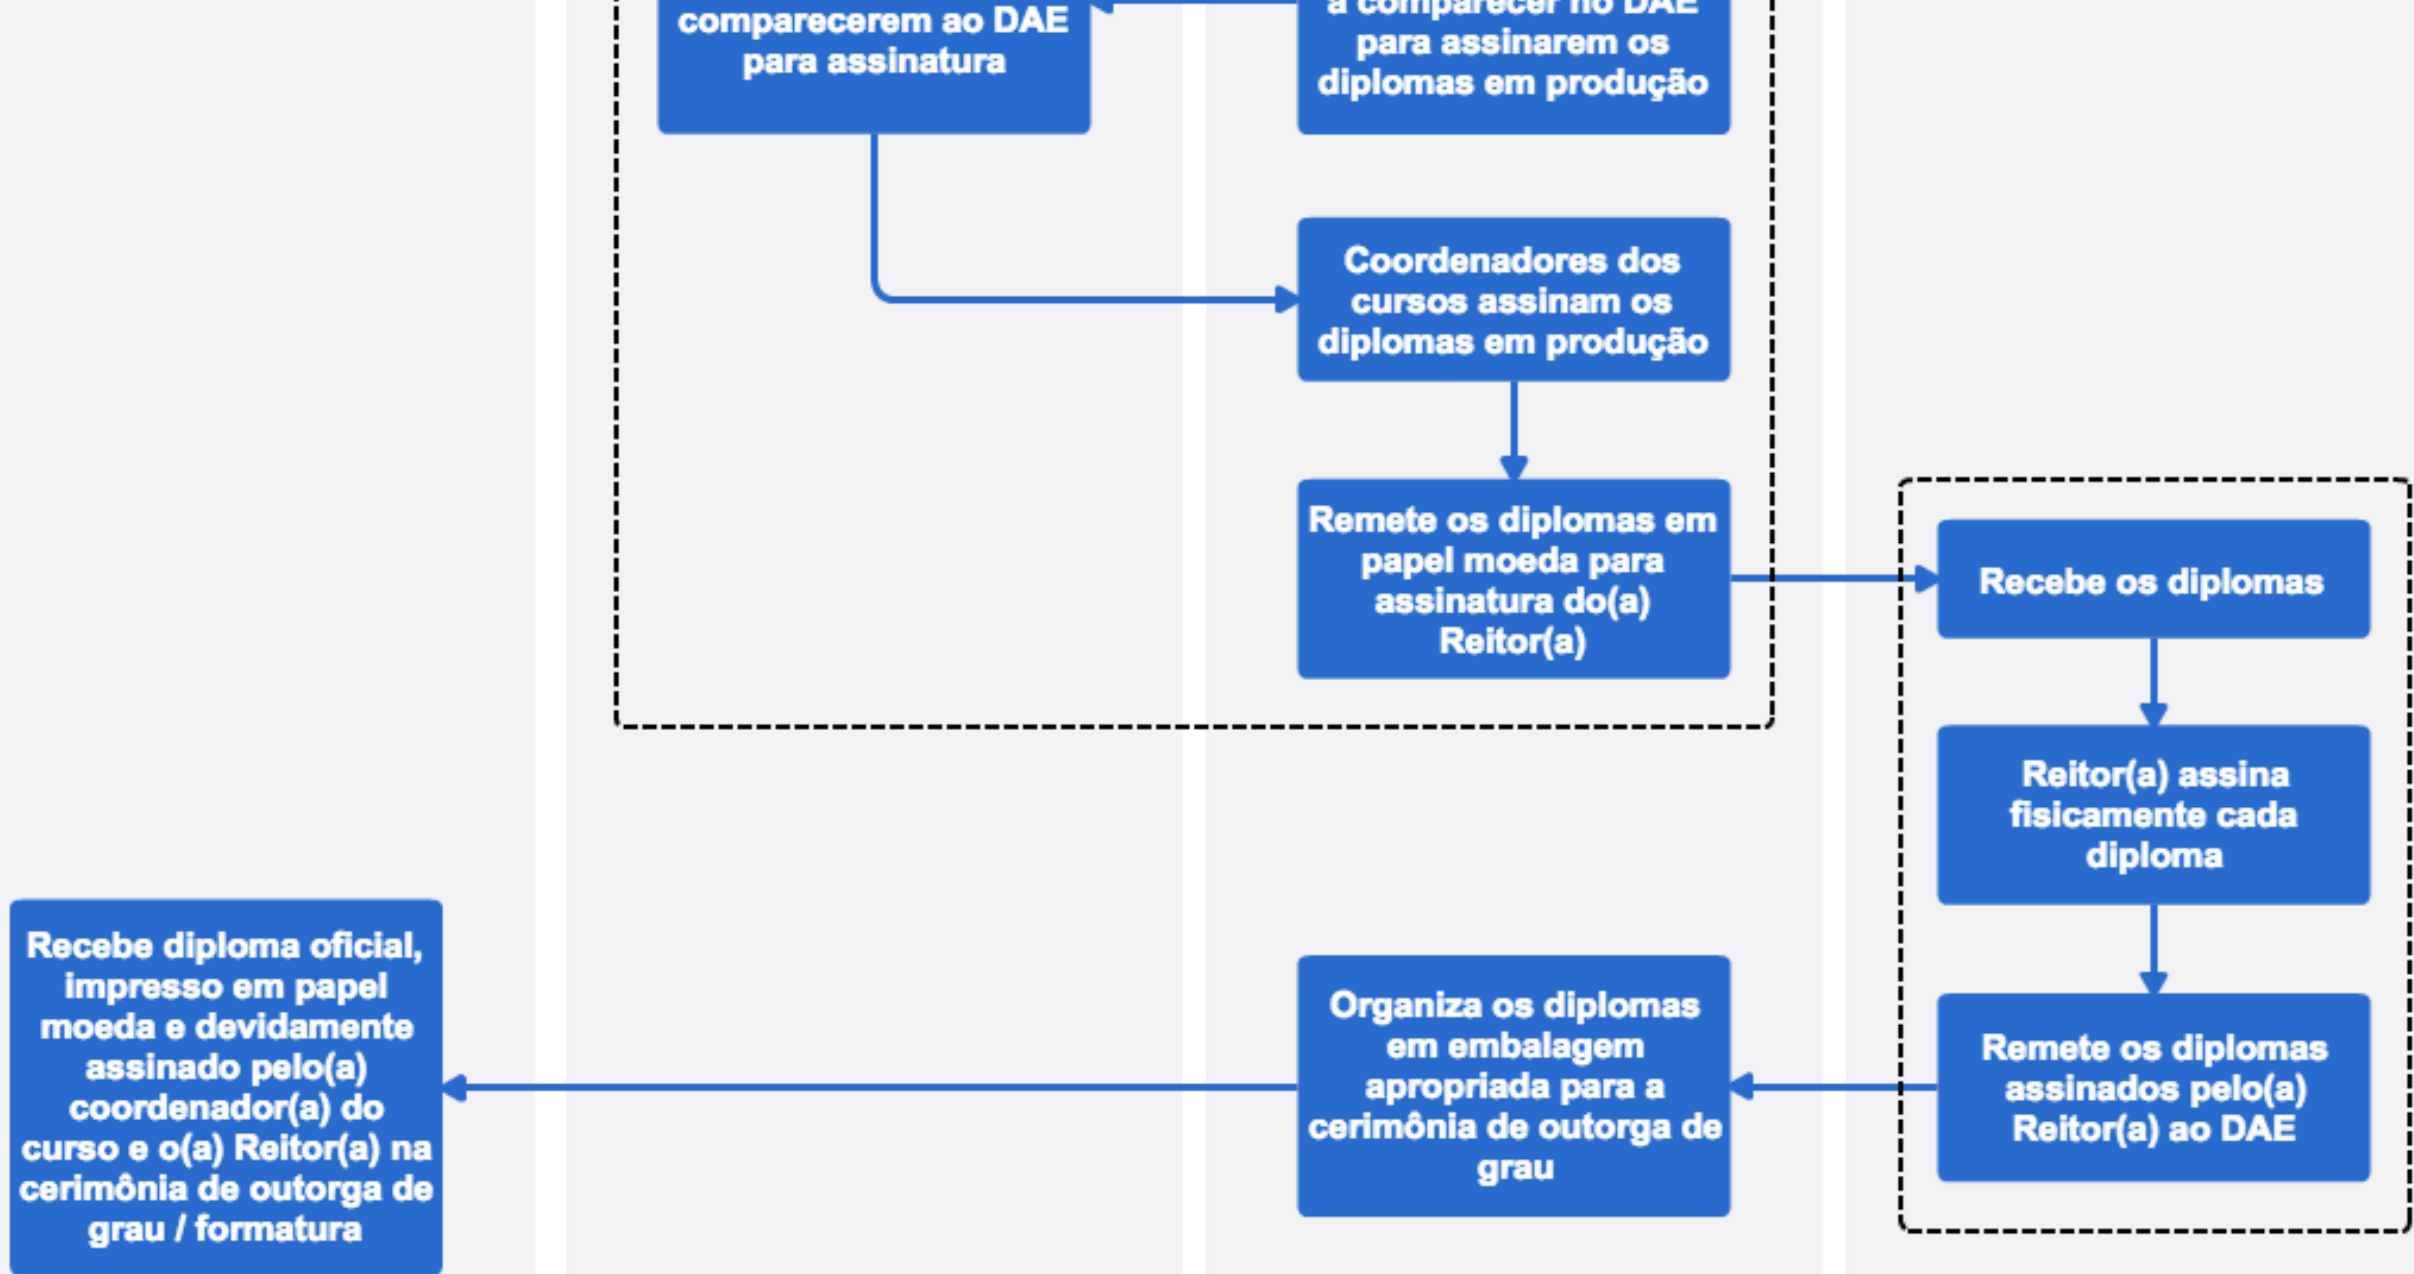 comparecerem ao DAE
para assinatura
a comparecer no DAE
para assinarem os
diplomas em produção
Coordenadores dos
cursos assinam os
diplomas em produção
Remete os diplomas em
papel moeda para
assinatura do(a)
Reitor(a)
Recebe os diplomas
Reitor(a) assina
fisicamente cada
diploma
Remete os diplomas
assinados pelo(a)
Reitor(a) ao DAE
Organiza os diplomas
em embalagem
apropriada para a
cerimônia de outorga de
grau
Recebe diploma oficial,
impresso em papel
moeda e devidamente
assinado pelo(a)
coordenador(a) do
curso e o(a) Reitor(a) na
cerimônia de outorga de
grau / formatura